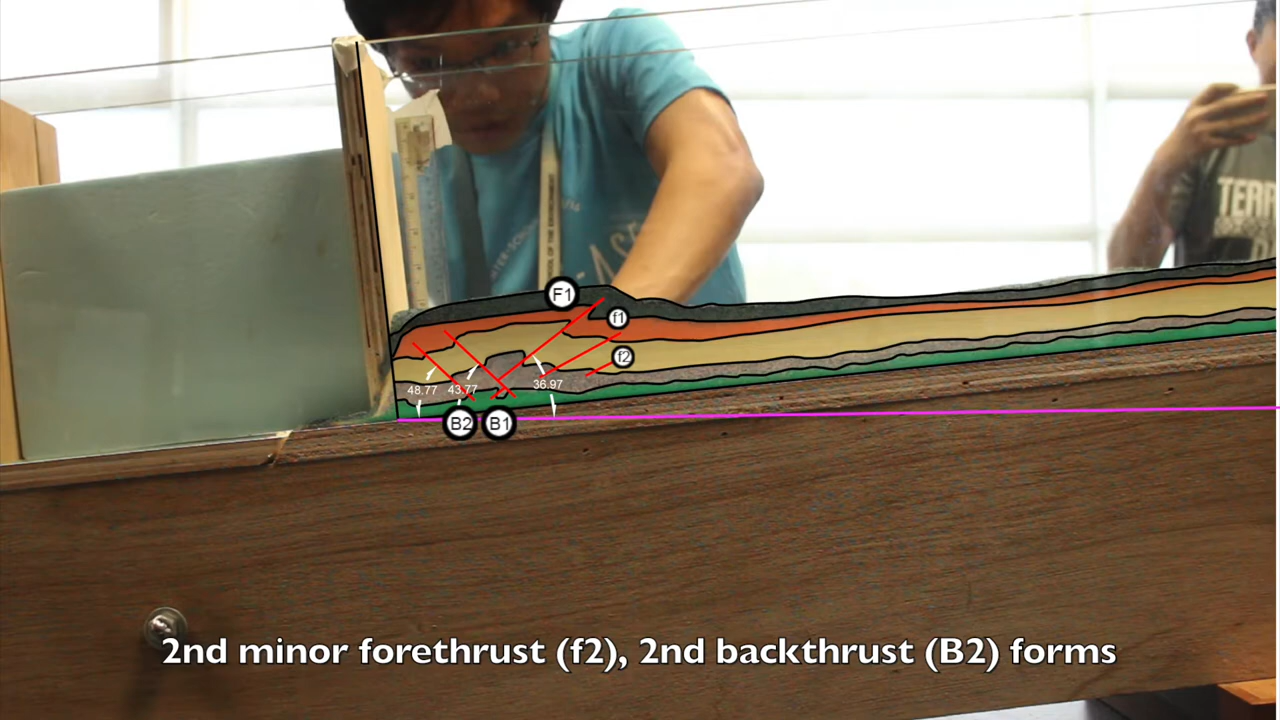 TERR
F1
f1
f2
48.77
43.77
36.97
B2
B1
2nd minor forethrust (f2), 2nd backthrust (B2) forms